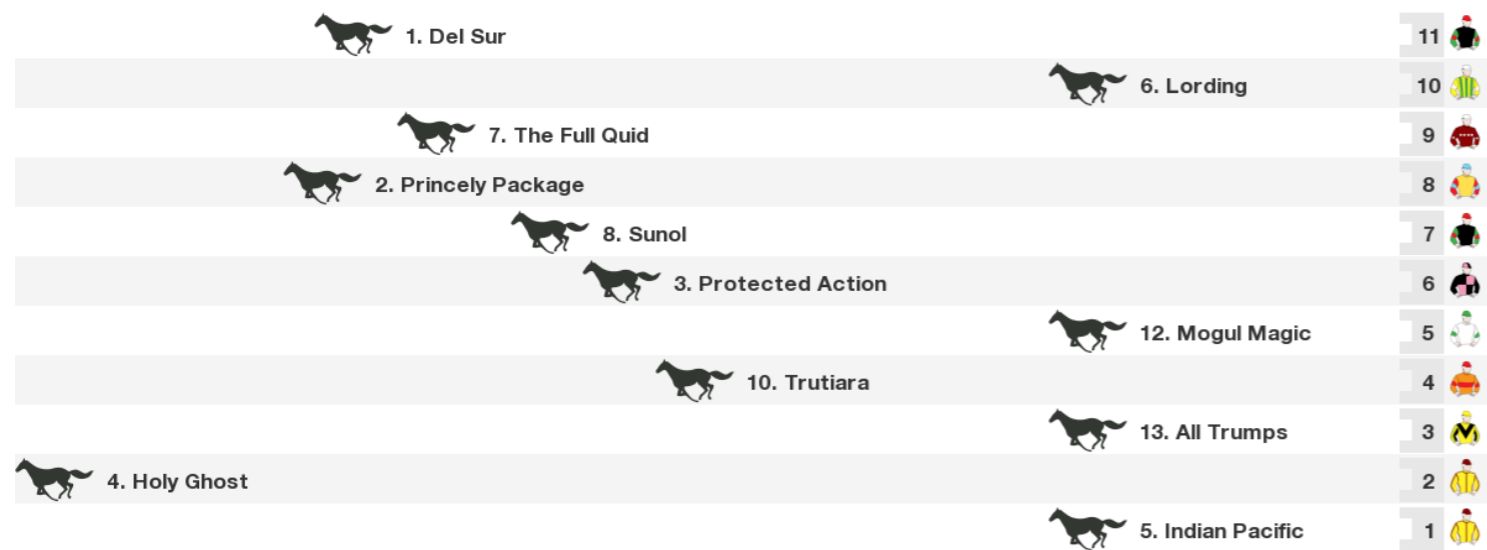 1. Del Sur 11
6. Lording 10
7. The Full Quid 9
2. Princely Package 8
8. Sunol 7
3. Protected Action 6
12. Mogul Magic 5
10. Trutiara 4
13. All Trumps 3
4. Holy Ghost 2
5. Indian Pacific 1